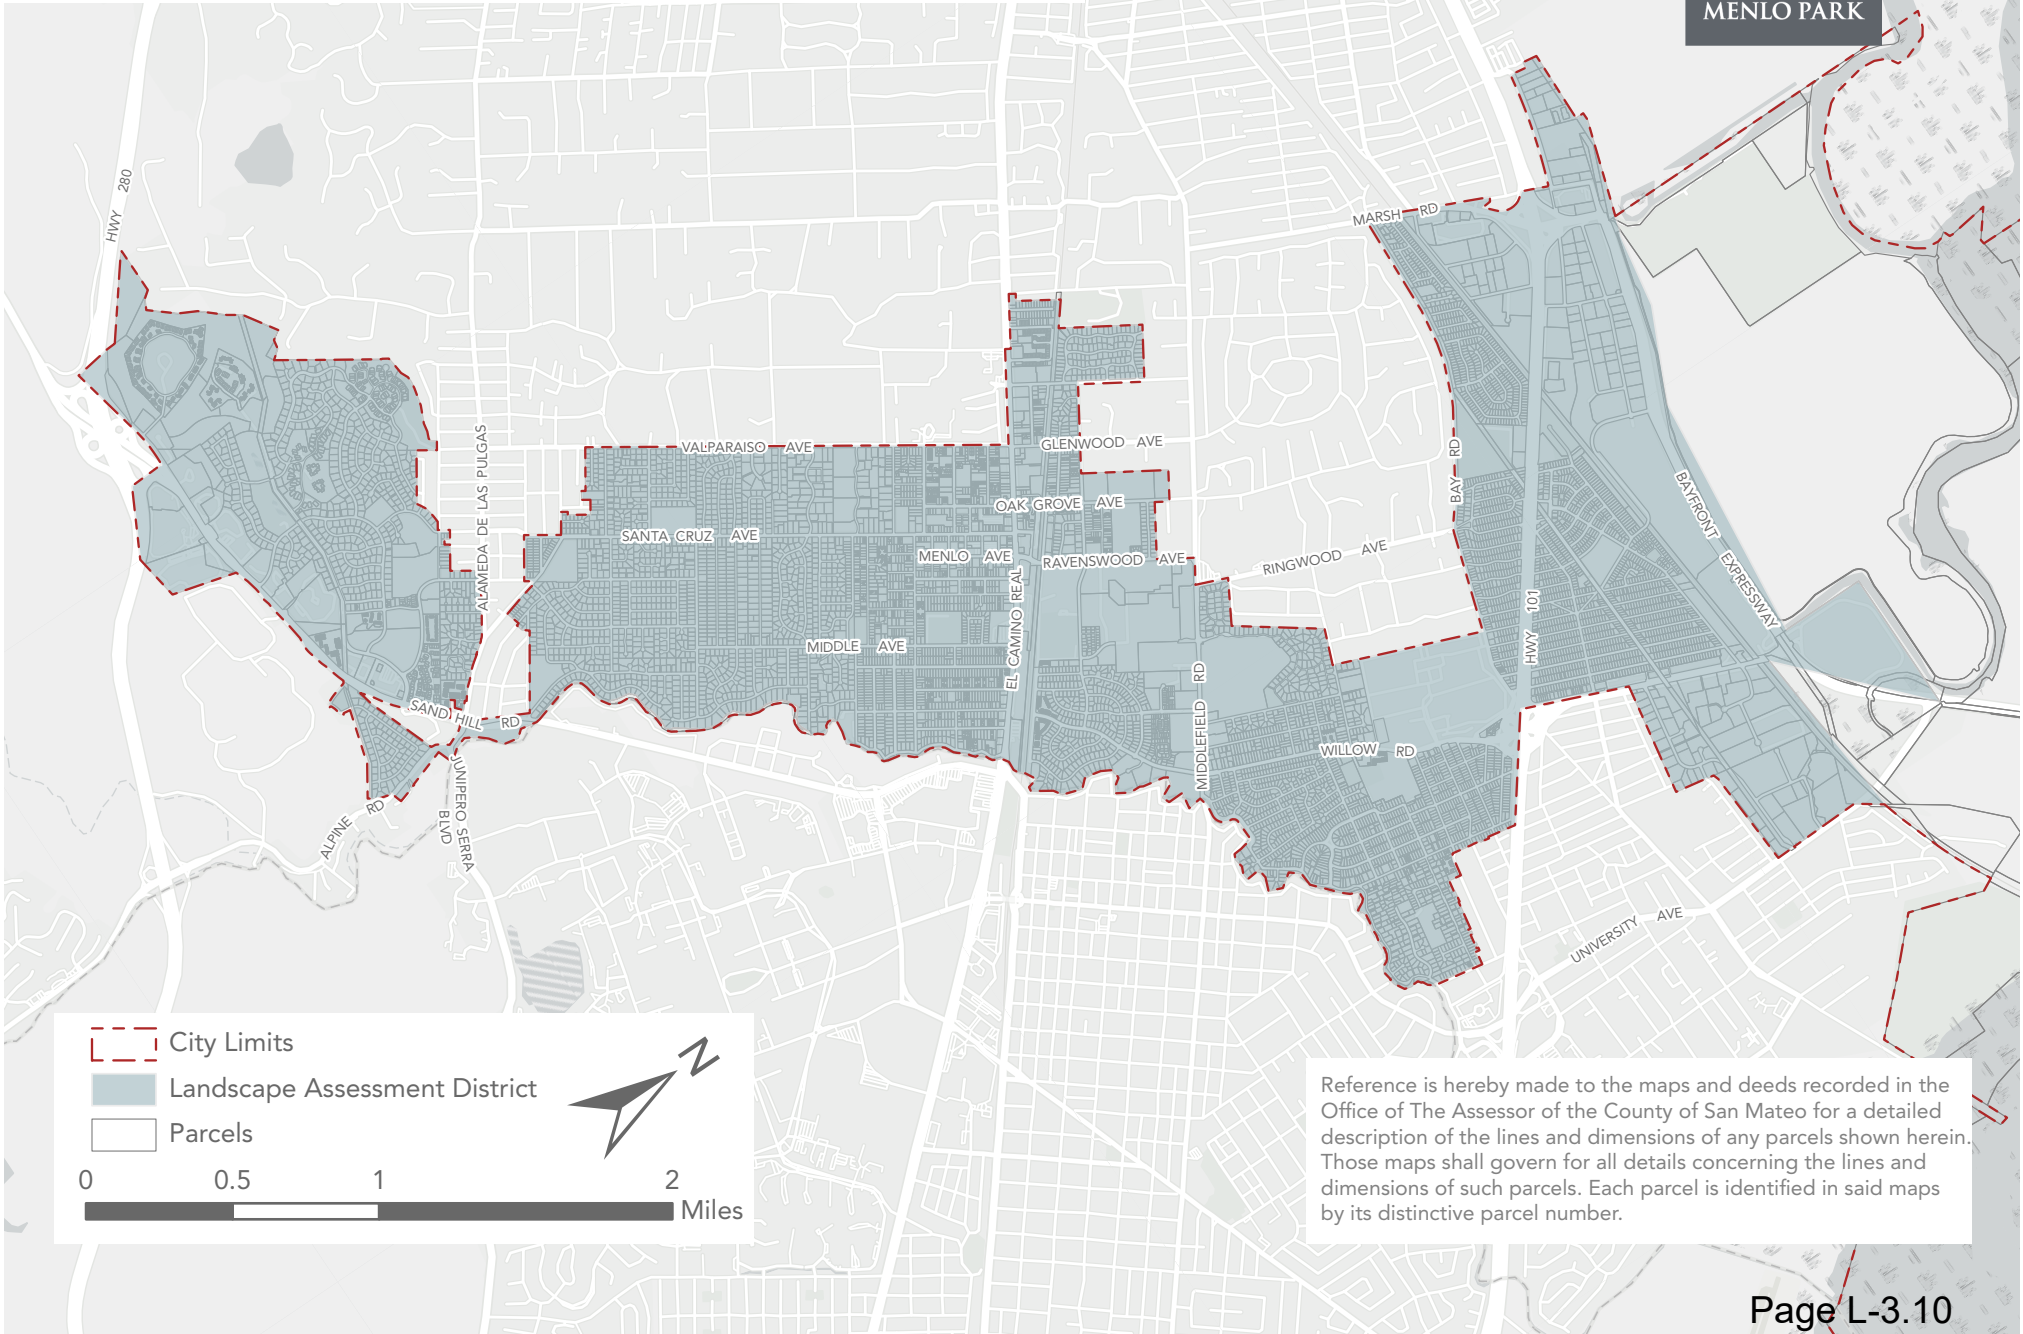 MENLO PARK
HWY 280
MARSH RD
VALPARAISO AVE
GLENWOOD AVE
ALAMEDA DE LAS PULGAS
BAY RD
OAK GROVE AVE
SANTA CRUZ AVE
MENLO AVE
RAVENSWOOD AVE
RINGWOOD AVE
BAYFRONT EXPRESSWAY
HWY 101
EL CAMINO REAL
MIDDLE AVE
MIDDLEFIELD RD
SAND HILL RD
WILLOW RD
JUNIPERO SERRA
BLVD
ALPINE RD
UNIVERSITY AVE
City Limits
Landscape Assessment District
Parcels
N
0 0.5 1 2
Miles
Reference is hereby made to the maps and deeds recorded in the
Office of The Assessor of the County of San Mateo for a detailed
description of the lines and dimensions of any parcels shown herein.
Those maps shall govern for all details concerning the lines and
dimensions of such parcels. Each parcel is identified in said maps
by its distinctive parcel number.
Page L-3.10